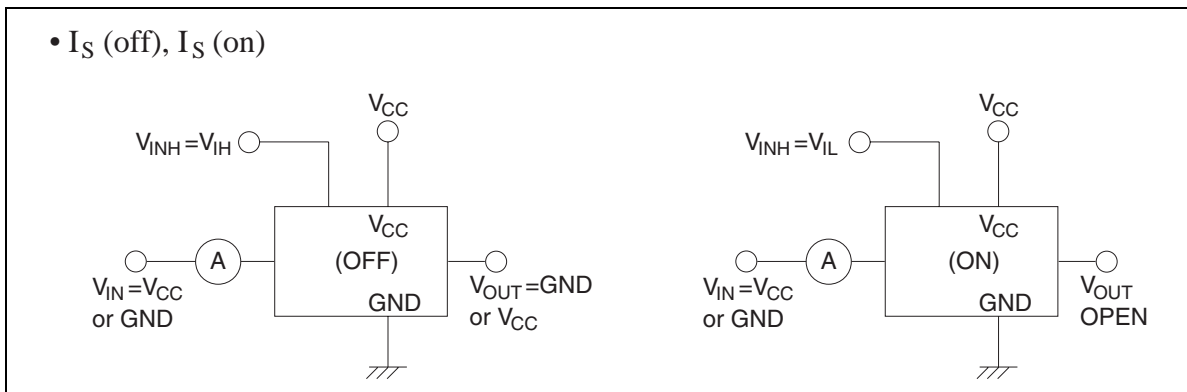 • I_S (off), I_S (on)
V_CC
V_INH=V_IH
V_CC
A
(OFF)
V_IN=V_CC
or GND
GND
V_OUT=GND
or V_CC
V_CC
V_INH=V_IL
V_CC
A
(ON)
V_IN=V_CC
or GND
GND
V_OUT
OPEN